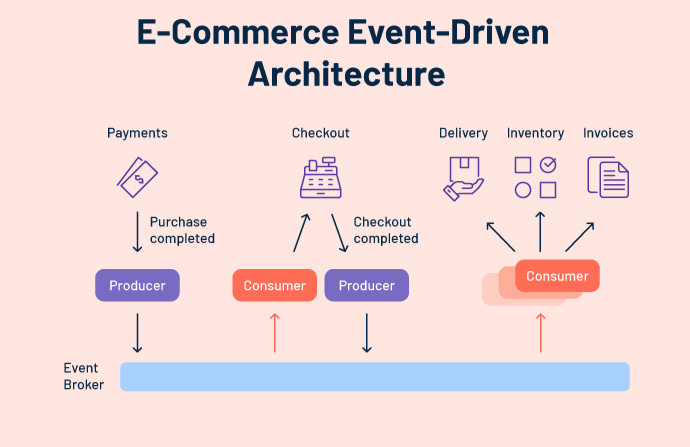 E-Commerce Event-Driven
Architecture
Payments
Checkout
Delivery
Inventory
Invoices
$
Purchase
completed
Checkout
completed
Producer
Consumer
Producer
Consumer
Event
Broker